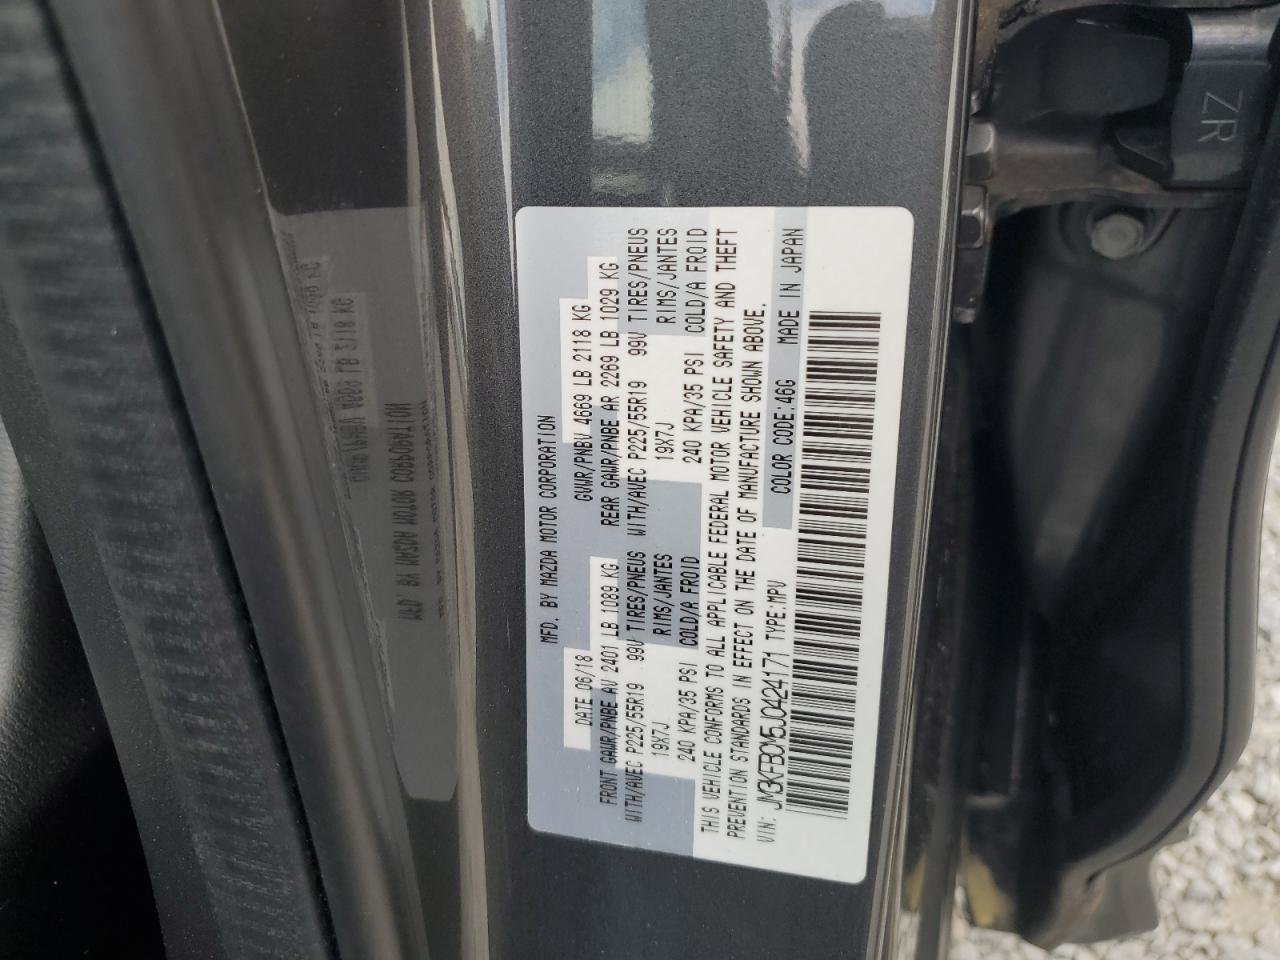 MFD. BY MAZDA MOTOR CORPORATION
DATE 06/18 GVWR/PNBV 4669 LB 2118 KG
FRONT GAWR/PNBE AV 2401 LB 1089 KG REAR GAWR/PNBE AR 2269 LB 1029 KG
WITH/AVEC P225/55R19 99V TIRES/PNEUS WITH/AVEC P225/55R19 99V TIRES/PNEUS
19X7J RIMS/JANTES 19X7J RIMS/JANTES
240 KPA/35 PSI COLD/A FROID 240 KPA/35 PSI COLD/A FROID
THIS VEHICLE CONFORMS TO ALL APPLICABLE FEDERAL MOTOR VEHICLE SAFETY AND THEFT
PREVENTION STANDARDS IN EFFECT ON THE DATE OF MANUFACTURE SHOWN ABOVE.
VIN: JM3KFBCM5J0424171 TYPE:MPV COLOR CODE:46G MADE IN JAPAN
ZR